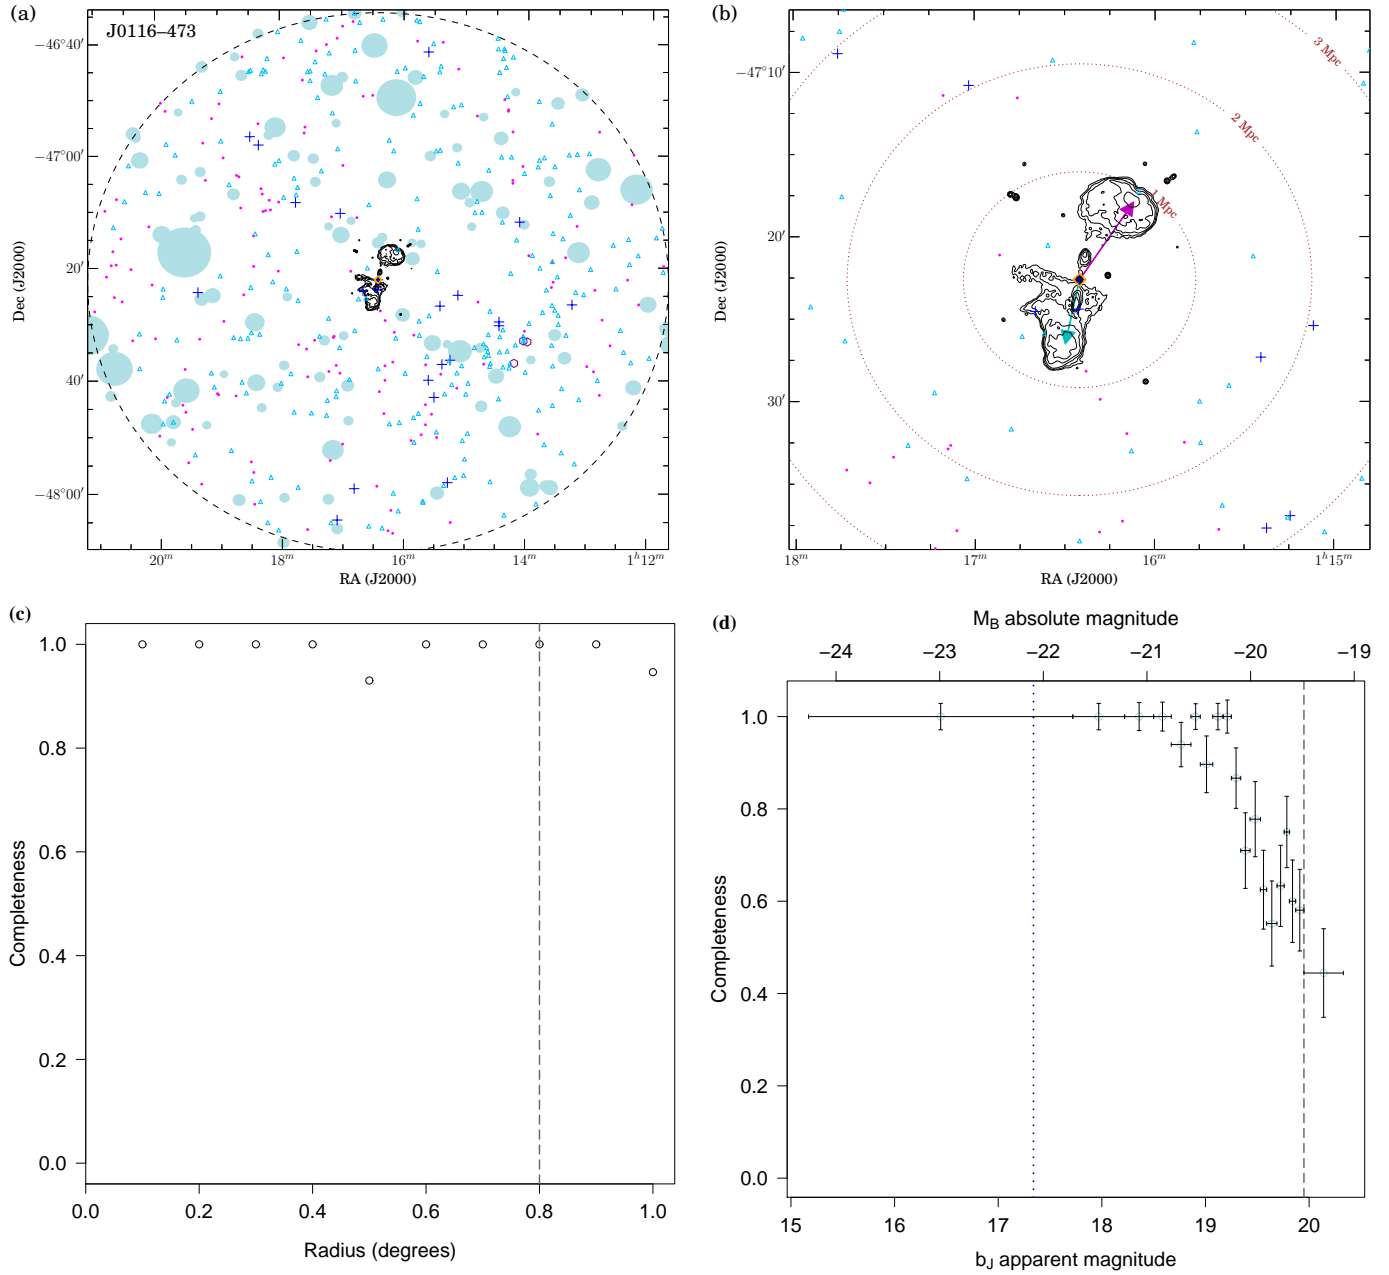 (a)
J0116–473
−46°40′
−47°00′
20′
40′
−48°00′
Dec (J2000)
20ᵐ
18ᵐ
16ᵐ
14ᵐ
1ʰ12ᵐ
RA (J2000)
(b)
3 Mpc
2 Mpc
1 Mpc
−47°10′
20′
30′
Dec (J2000)
18ᵐ
17ᵐ
16ᵐ
1ʰ15ᵐ
RA (J2000)
(c)
1.0
0.8
0.6
0.4
0.2
0.0
Completeness
0.0 0.2 0.4 0.6 0.8 1.0
Radius (degrees)
(d)
M_B absolute magnitude
−24 −23 −22 −21 −20 −19
1.0
0.8
0.6
0.4
0.2
0.0
Completeness
15 16 17 18 19 20
b_J apparent magnitude